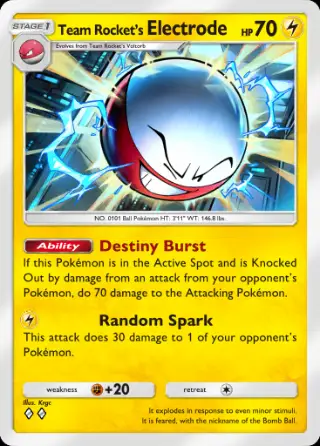 STAGE 1
Team Rocket's Electrode HP 70
Evolves from Team Rocket's Voltorb
NO. 0101 Ball Pokémon HT: 3'11" WT: 146.8 lbs.
Ability Destiny Burst
If this Pokémon is in the Active Spot and is Knocked
Out by damage from an attack from your opponent's
Pokémon, do 70 damage to the Attacking Pokémon.
Random Spark
This attack does 30 damage to 1 of your opponent's
Pokémon.
weakness +20 retreat
Illus. Krgc
It explodes in response to even minor stimuli.
It is feared, with the nickname of the Bomb Ball.